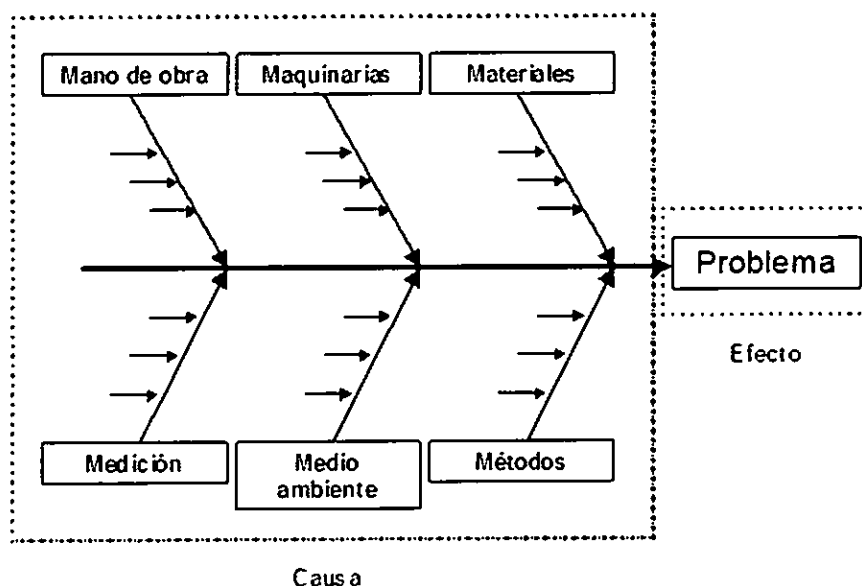 Mano de obra
Maquinarias
Materiales
Problema
Efecto
Medición
Medio
ambiente
Métodos
Causa